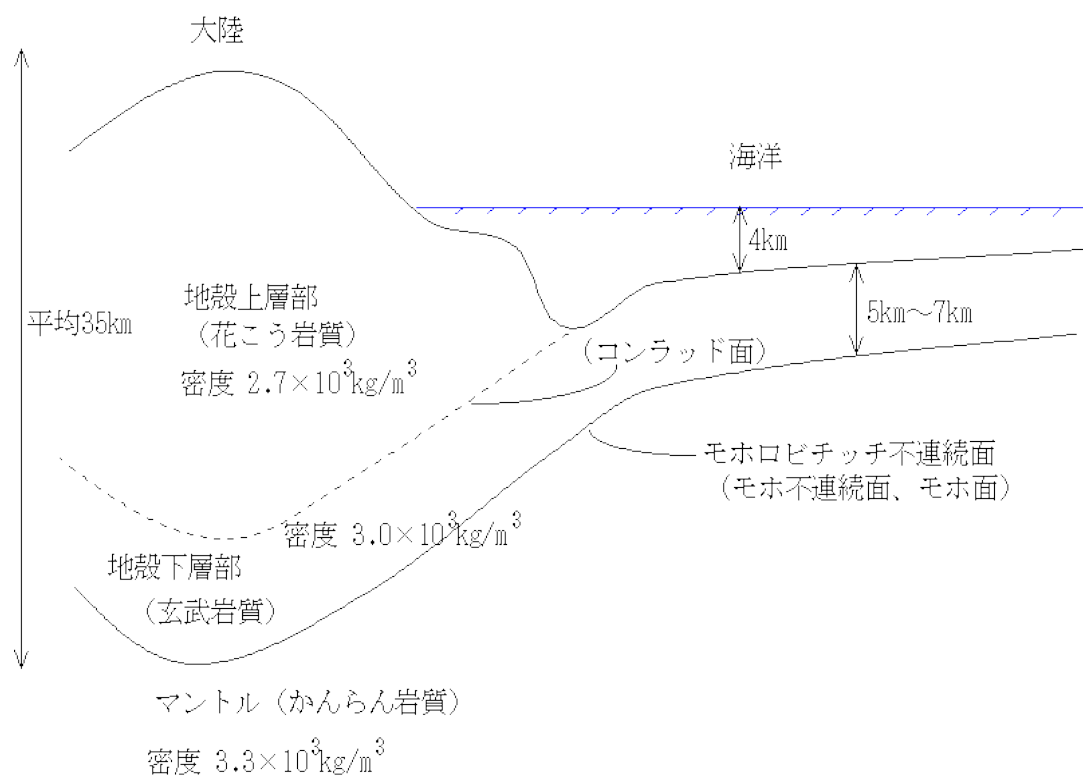 大陸
海洋
4km
地殻上層部
(花こう岩質)
密度 2.7×10³kg/m³
平均35km
5km～7km
(コンラッド面)
モホロビチッチ不連続面
(モホ不連続面、モホ面)
密度 3.0×10³kg/m³
地殻下層部
(玄武岩質)
マントル(かんらん岩質)
密度 3.3×10³kg/m³